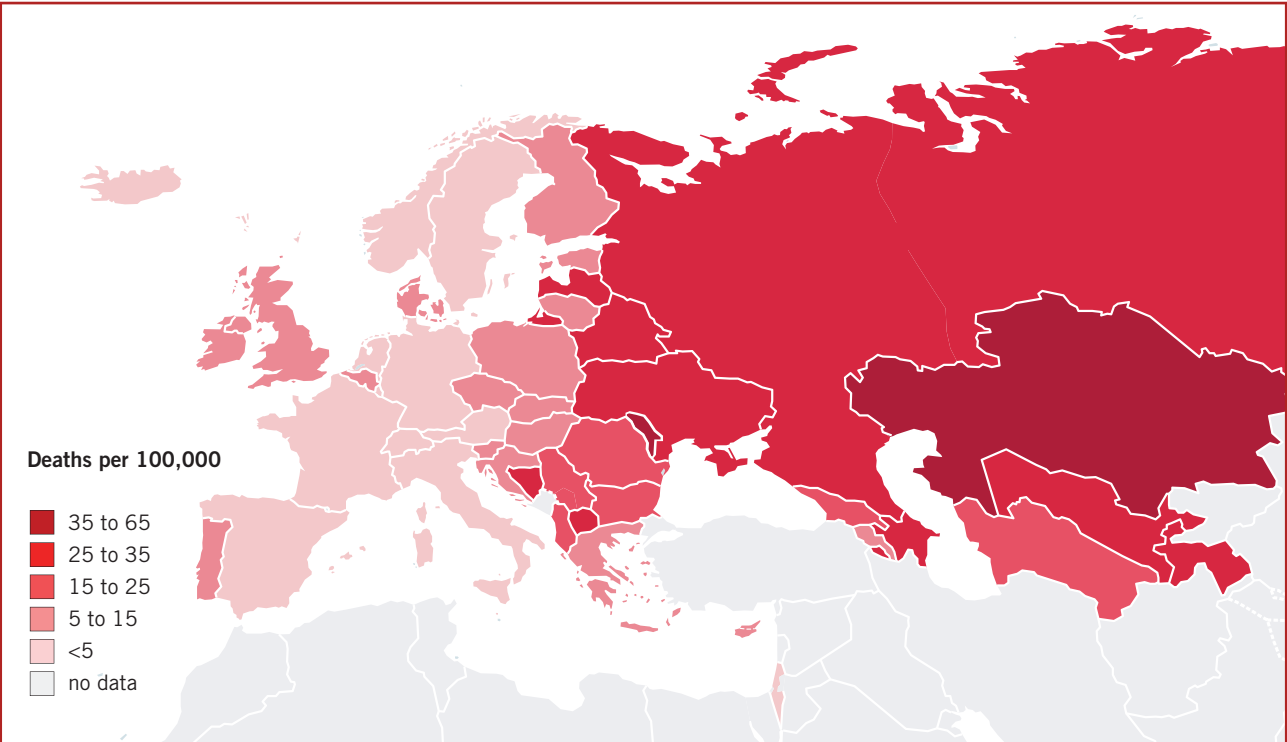 Deaths per 100,000
35 to 65
25 to 35
15 to 25
5 to 15
<5
no data